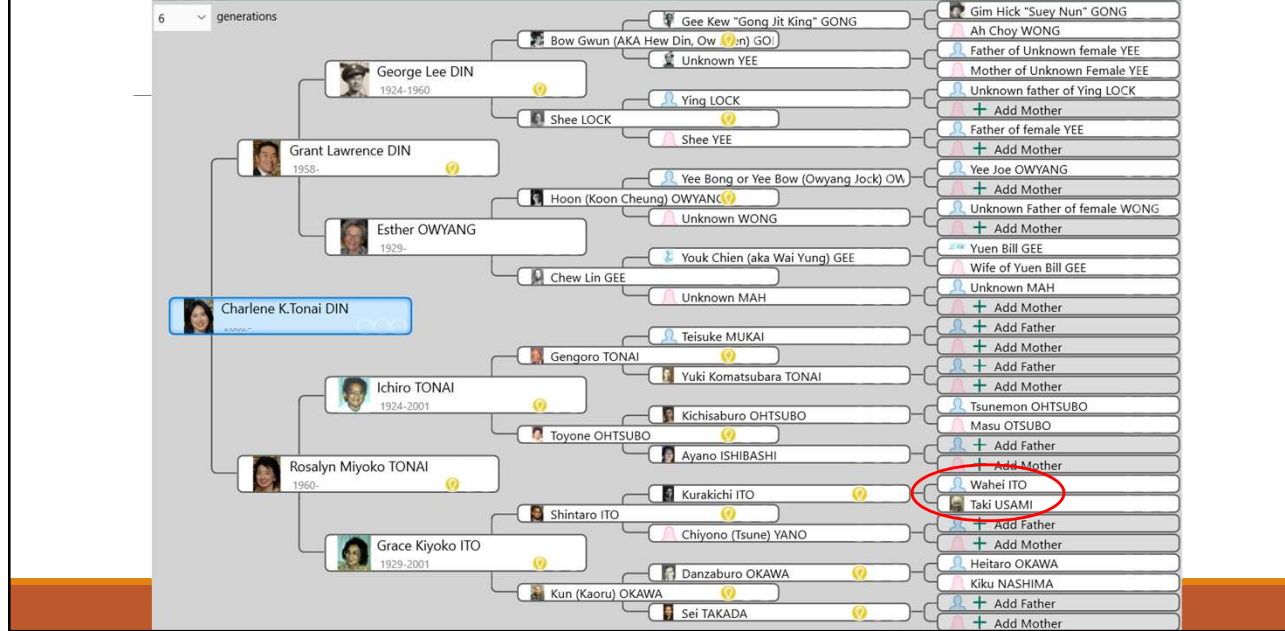 6 generations
Charlene K.Tonai DIN
Grant Lawrence DIN
1958-
Rosalyn Miyoko TONAI
1960-
George Lee DIN
1924-1960
Esther OWYANG
1929-
Ichiro TONAI
1924-2001
Grace Kiyoko ITO
1929-2001
Bow Gwun (AKA Hew Din, Ow
Shee LOCK
Hoon (Koon Cheung) OWYANG
Chew Lin GEE
Gengoro TONAI
Toyone OHTSUBO
Shintaro ITO
Kun (Kaoru) OKAWA
Gee Kew "Gong Jit King" GONG
Unknown YEE
Ying LOCK
Shee YEE
Yee Bong or Yee Bow (Owyang Jock) OW
Unknown WONG
Youk Chien (aka Wai Yung) GEE
Unknown MAH
Teisuke MUKAI
Yuki Komatsubara TONAI
Kichisaburo OHTSUBO
Ayano ISHIBASHI
Kurakichi ITO
Chiyono (Tsune) YANO
Danzaburo OKAWA
Sei TAKADA
Gim Hick "Suey Nun" GONG
Ah Choy WONG
Father of Unknown female YEE
Mother of Unknown Female YEE
Unknown father of Ying LOCK
+ Add Mother
Father of female YEE
+ Add Mother
Yee Joe OWYANG
+ Add Mother
Unknown Father of female WONG
+ Add Mother
Yuen Bill GEE
Wife of Yuen Bill GEE
Unknown MAH
+ Add Mother
+ Add Father
+ Add Mother
+ Add Father
+ Add Mother
Tsunemon OHTSUBO
Masu OTSUBO
+ Add Father
+ Add Mother
Wahei ITO
Taki USAMI
+ Add Father
+ Add Mother
Heitaro OKAWA
Kiku NASHIMA
+ Add Father
+ Add Mother